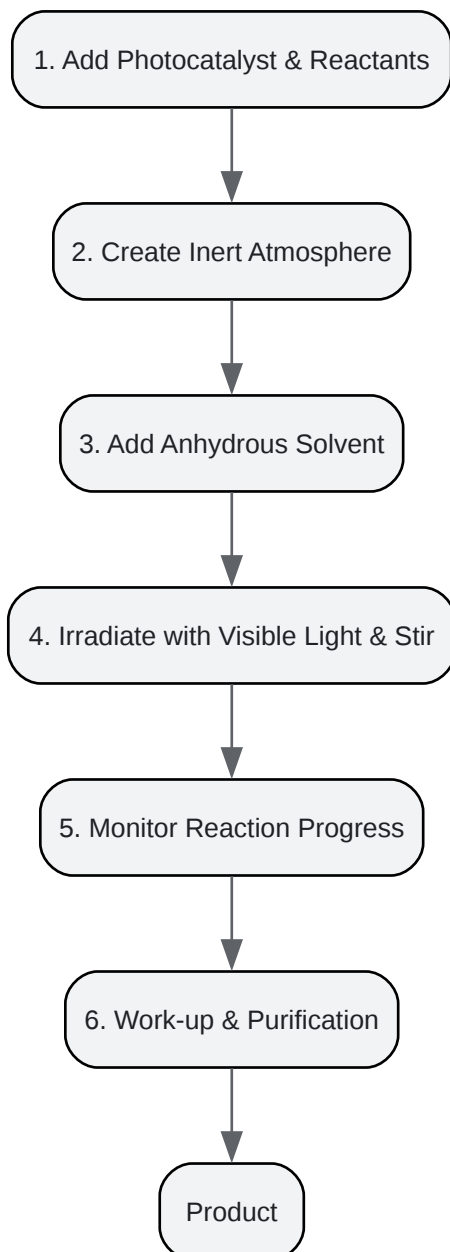 1. Add Photocatalyst & Reactants
2. Create Inert Atmosphere
3. Add Anhydrous Solvent
4. Irradiate with Visible Light & Stir
5. Monitor Reaction Progress
6. Work-up & Purification
Product